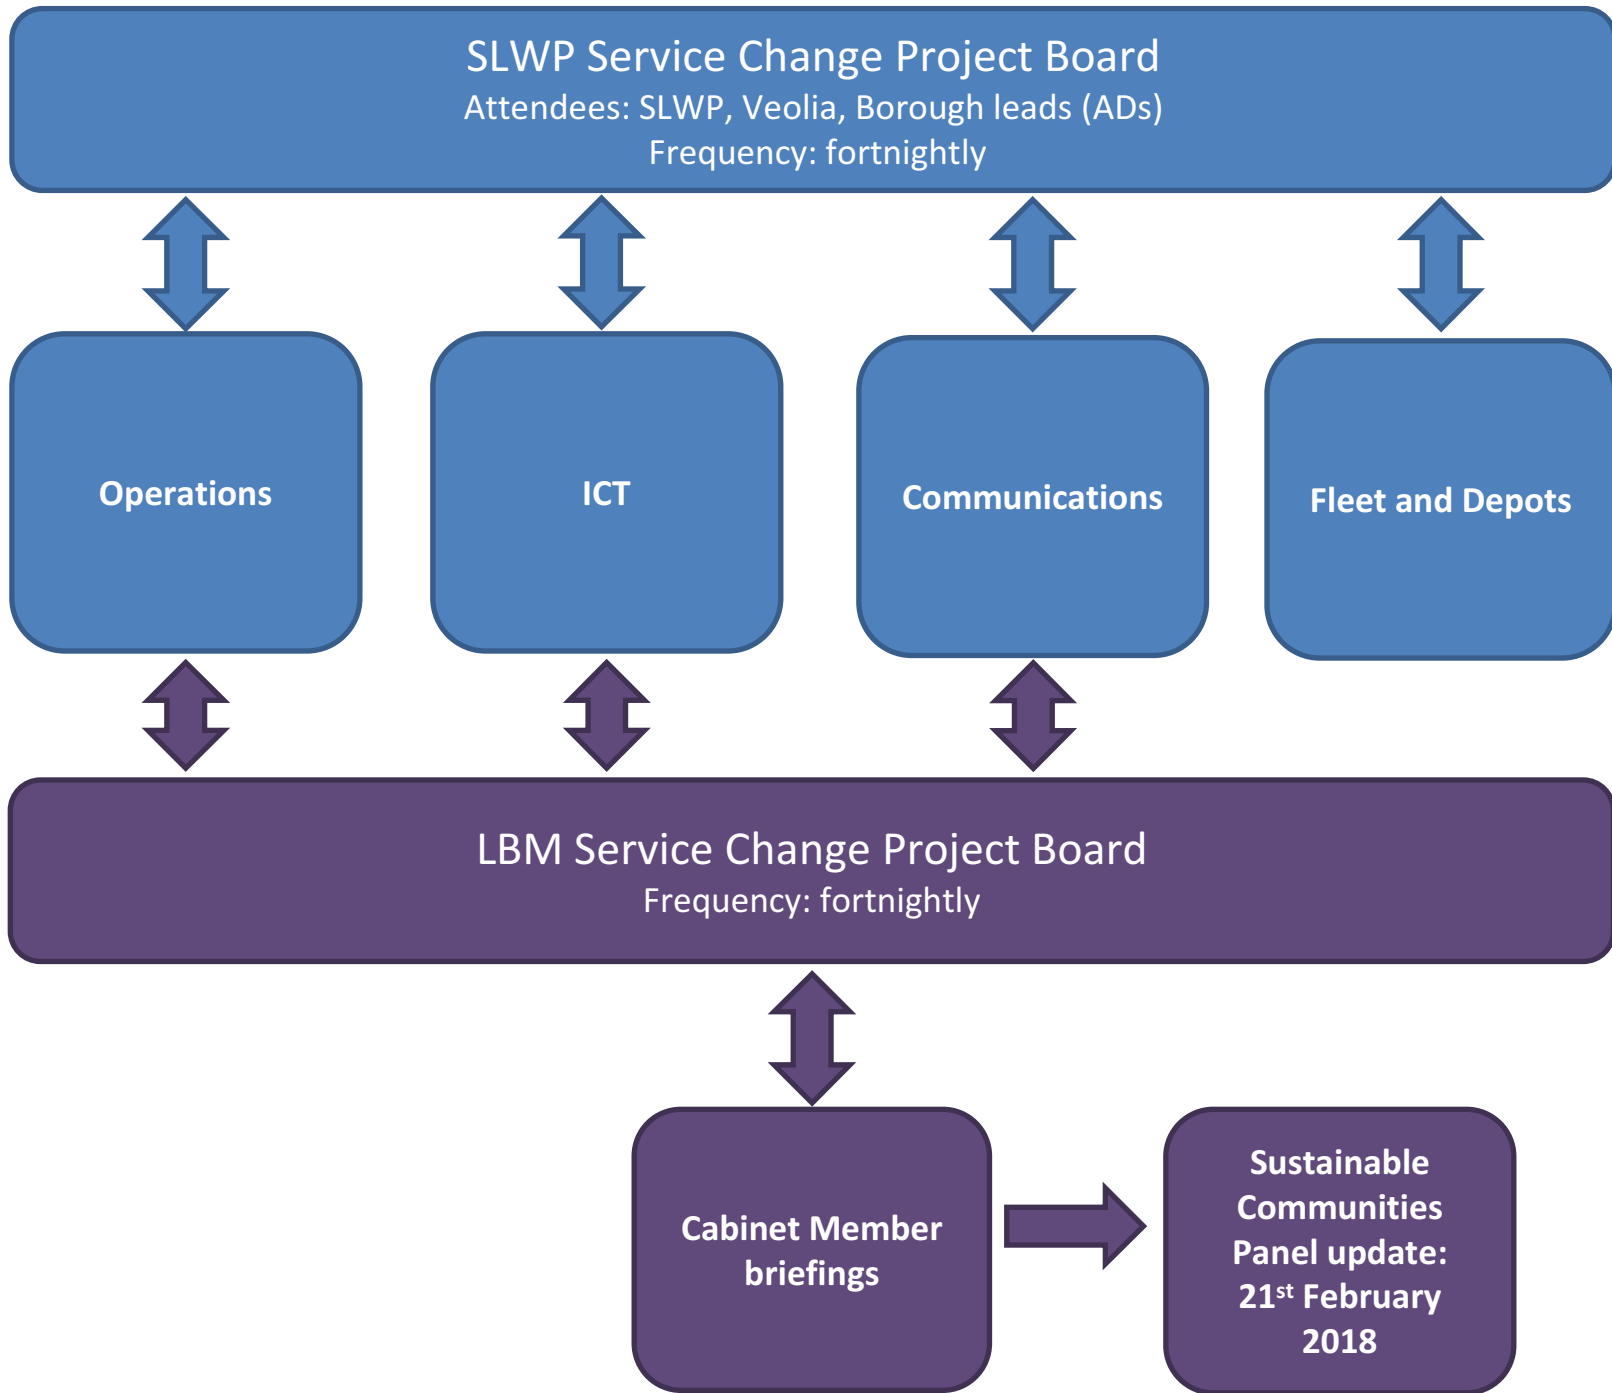 SLWP Service Change Project Board
Attendees: SLWP, Veolia, Borough leads (ADs)
Frequency: fortnightly
Operations
ICT
Communications
Fleet and Depots
LBM Service Change Project Board
Frequency: fortnightly
Cabinet Member
briefings
Sustainable
Communities
Panel update:
21st February
2018